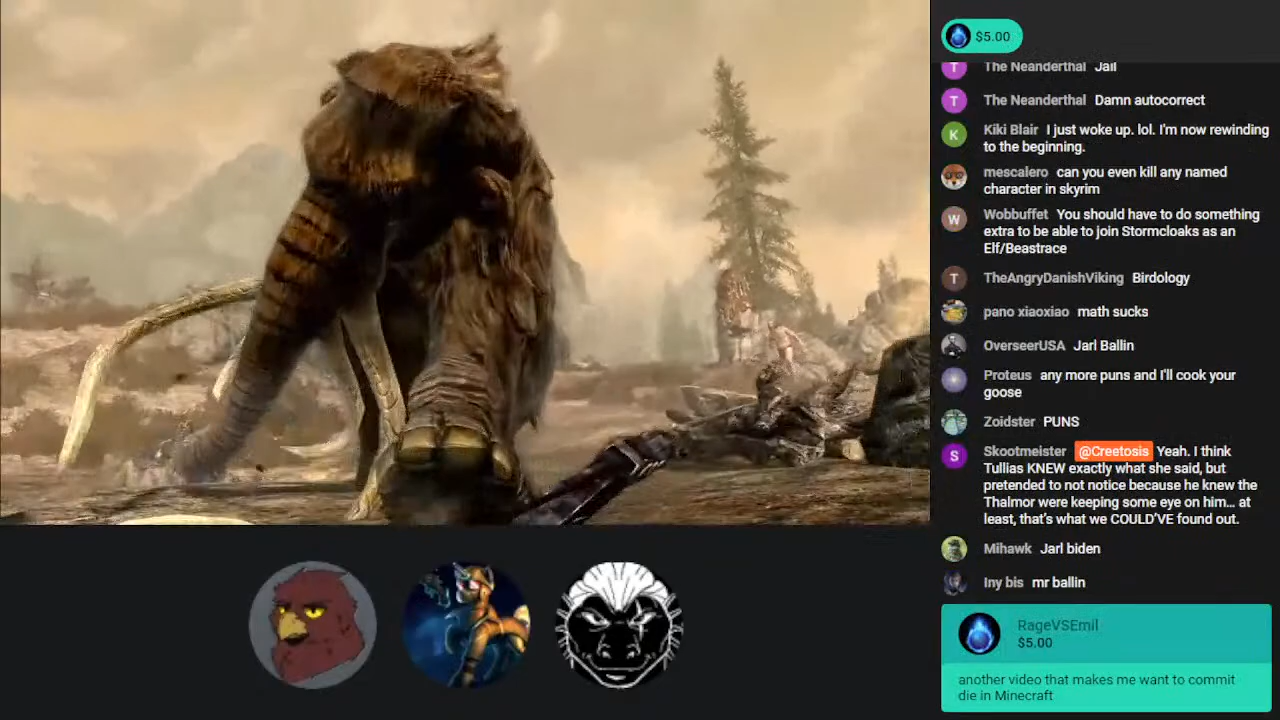 $5.00
T The Neanderthal Jail
T The Neanderthal Damn autocorrect
K Kiki Blair I just woke up. lol. I'm now rewinding
to the beginning.
mescalero can you even kill any named
character in skyrim
W Wobbuffet You should have to do something
extra to be able to join Stormcloaks as an
Elf/Beastrace
T TheAngryDanishViking Birdology
pano xiaoxiao math sucks
OverseerUSA Jarl Ballin
Proteus any more puns and I'll cook your
goose
Zoidster PUNS
S Skootmeister @Creetosis Yeah. I think
Tullias KNEW exactly what she said, but
pretended to not notice because he knew the
Thalmor were keeping some eye on him... at
least, that's what we COULD'VE found out.
Mihawk Jarl biden
Iny bis mr ballin
RageVSEmil
$5.00
another video that makes me want to commit
die in Minecraft